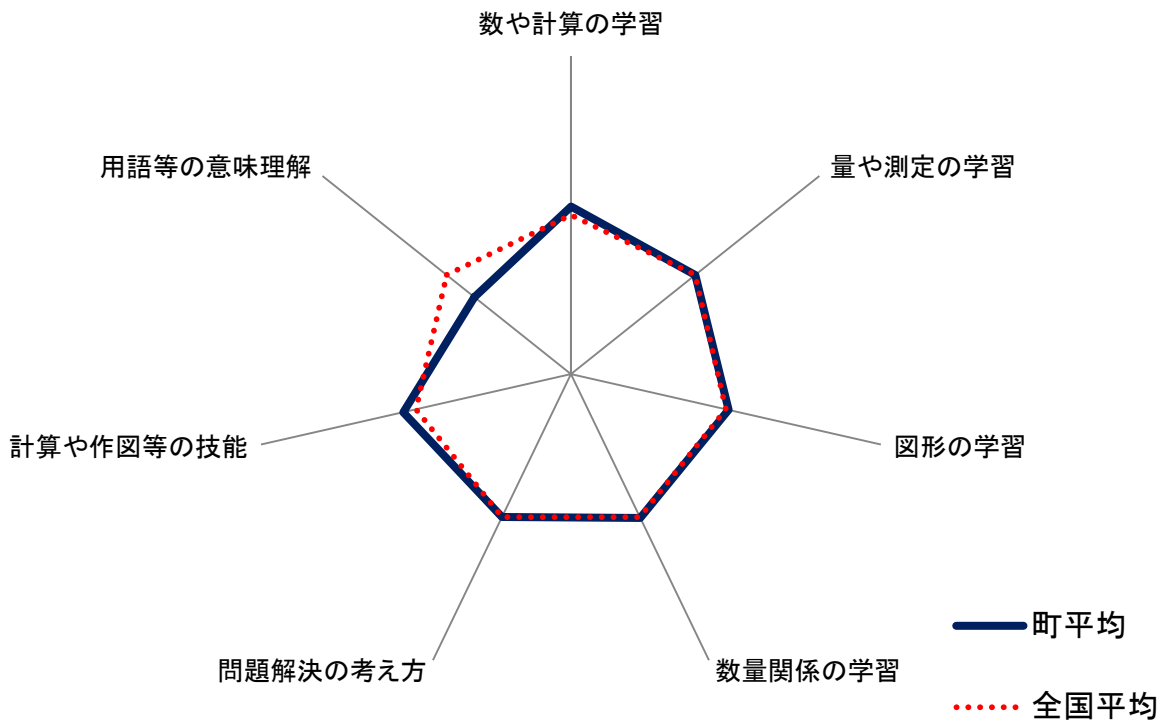 数や計算の学習
用語等の意味理解
量や測定の学習
計算や作図等の技能
図形の学習
問題解決の考え方
数量関係の学習
町平均
全国平均